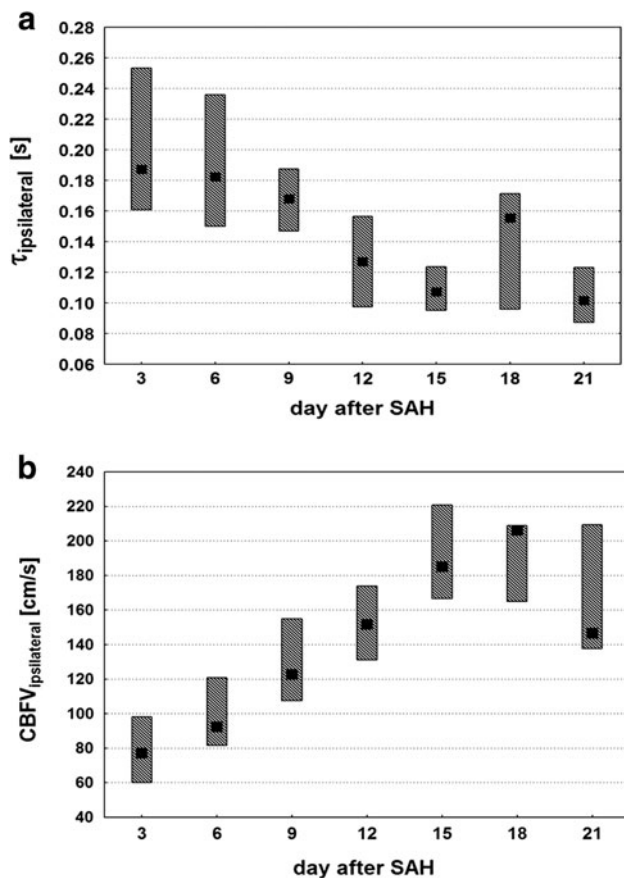 a
0.28
0.26
0.24
0.22
0.20
0.18
0.16
0.14
0.12
0.10
0.08
0.06
τipsilateral [s]
3 6 9 12 15 18 21
day after SAH
b
240
220
200
180
160
140
120
100
80
60
40
CBFVipsilateral [cm/s]
3 6 9 12 15 18 21
day after SAH